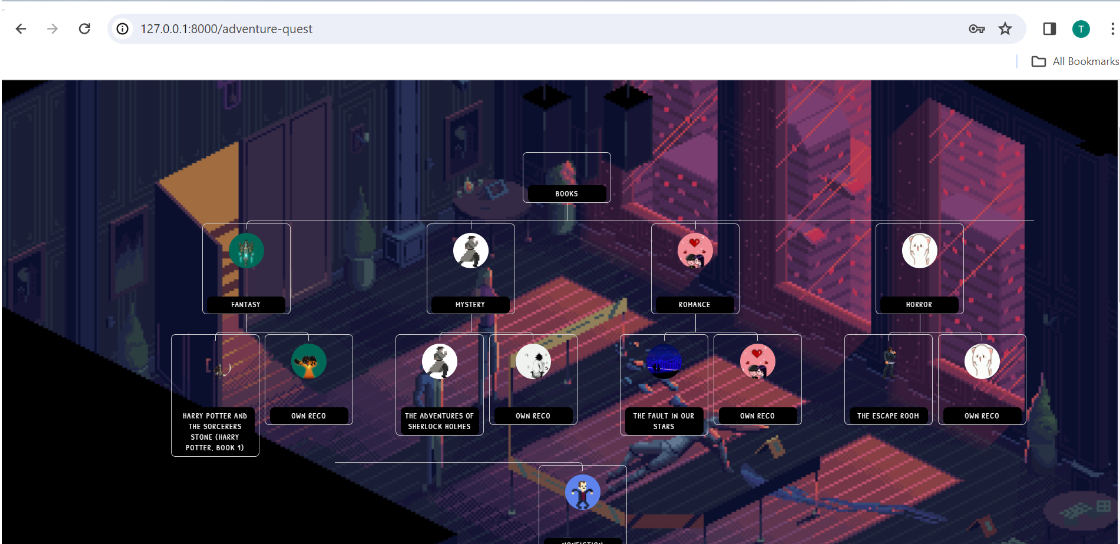 127.0.0.1:8000/adventure-quest
T
All Bookmarks
BOOKS
FANTASY
MYSTERY
ROMANCE
HORROR
HARRY POTTER AND
THE SORCERERS
STONE (HARRY
POTTER, BOOK 1)
OWN RECO
THE ADVENTURES OF
SHERLOCK HOLMES
OWN RECO
THE FAULT IN OUR
STARS
OWN RECO
THE ESCAPE ROOM
OWN RECO
NONFICTION